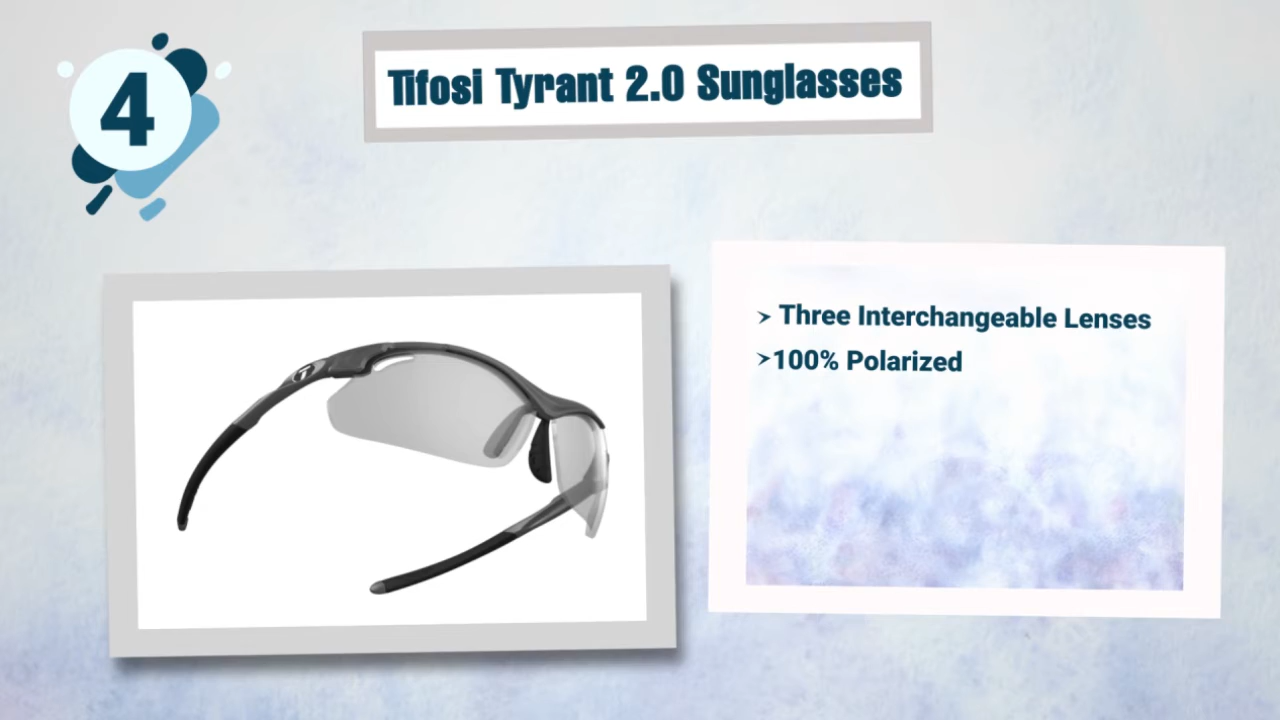 4
Tifosi Tyrant 2.0 Sunglasses
➢ Three Interchangeable Lenses
➢100% Polarized